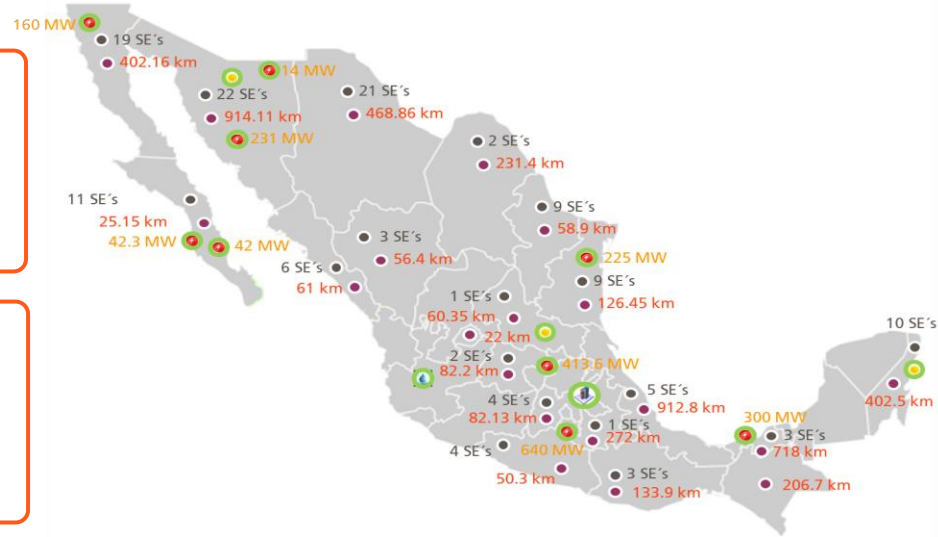 160 MW
19 SE´s
402.16 km
14 MW
22 SE´s
914.11 km
231 MW
21 SE´s
468.86 km
2 SE´s
231.4 km
11 SE´s
25.15 km
42.3 MW
42 MW
9 SE´s
58.9 km
3 SE´s
56.4 km
6 SE´s
61 km
225 MW
9 SE´s
126.45 km
1 SE´s
60.35 km
22 km
10 SE´s
402.5 km
2 SE´s
82.2 km
413.6 MW
4 SE´s
82.13 km
5 SE´s
912.8 km
1 SE´s
272 km
4 SE´s
640 MW
50.3 km
300 MW
3 SE´s
718 km
3 SE´s
133.9 km
206.7 km